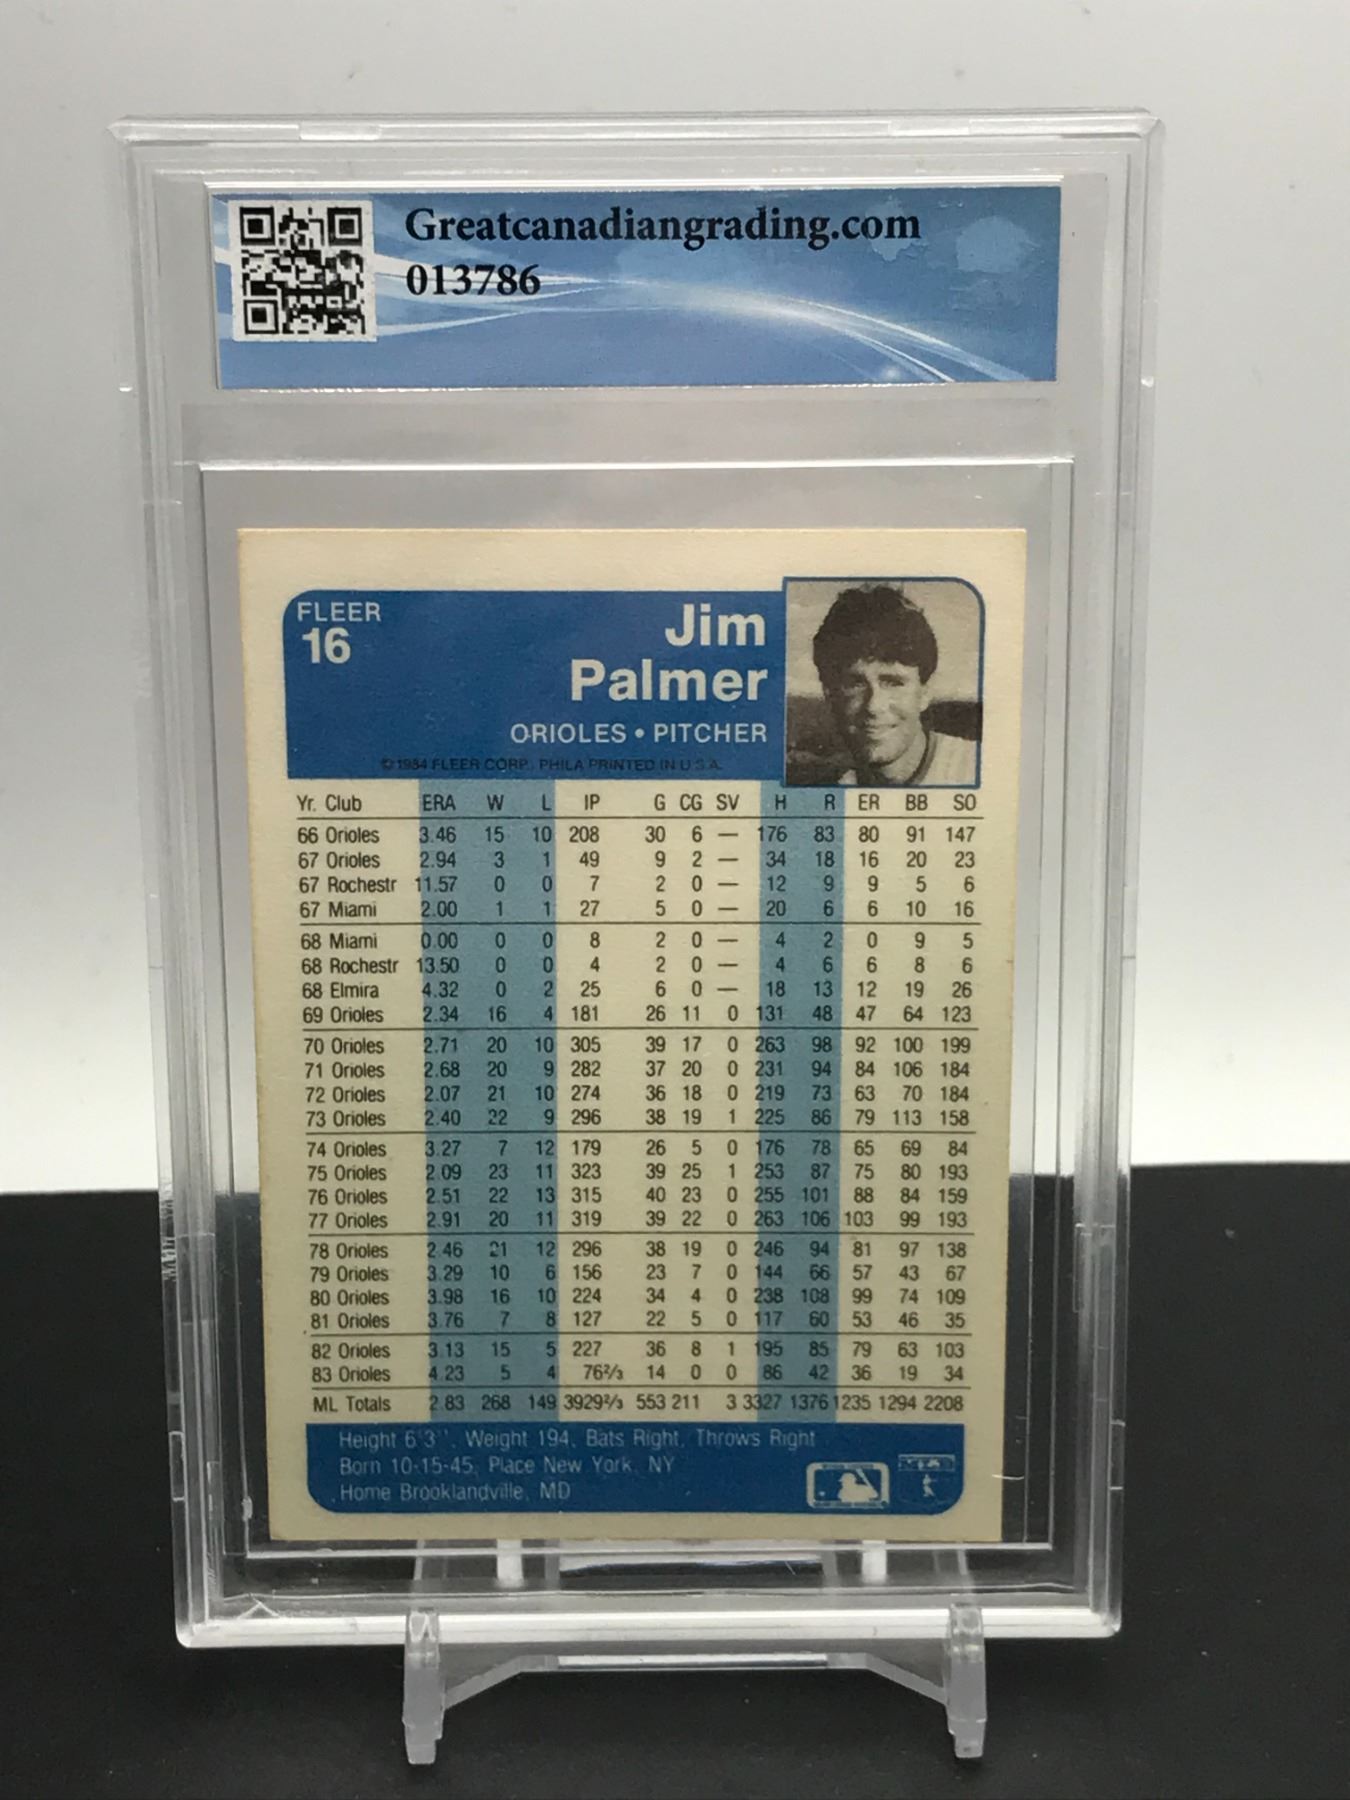 Greatcanadiangrading.com
013786
FLEER
16
Jim
Palmer
ORIOLES • PITCHER
© 1984 FLEER CORP., PHILA PRINTED IN U.S.A.
Yr. Club ERA W L IP G CG SV H R ER BB SO
66 Orioles 3.46 15 10 208 30 6 — 176 83 80 91 147
67 Orioles 2.94 3 1 49 9 2 — 34 18 16 20 23
67 Rochestr 11.57 0 0 7 2 0 — 12 9 9 5 6
67 Miami 2.00 1 1 27 5 0 — 20 6 6 10 16
68 Miami 0.00 0 0 8 2 0 — 4 2 0 9 5
68 Rochestr 13.50 0 0 4 2 0 — 4 6 6 8 6
68 Elmira 4.32 0 2 25 6 0 — 18 13 12 19 26
69 Orioles 2.34 16 4 181 26 11 0 131 48 47 64 123
70 Orioles 2.71 20 10 305 39 17 0 263 98 92 100 199
71 Orioles 2.68 20 9 282 37 20 0 231 94 84 106 184
72 Orioles 2.07 21 10 274 36 18 0 219 73 63 70 184
73 Orioles 2.40 22 9 296 38 19 1 225 86 79 113 158
74 Orioles 3.27 7 12 179 26 5 0 176 78 65 69 84
75 Orioles 2.09 23 11 323 39 25 1 253 87 75 80 193
76 Orioles 2.51 22 13 315 40 23 0 255 101 88 84 159
77 Orioles 2.91 20 11 319 39 22 0 263 106 103 99 193
78 Orioles 2.46 21 12 296 38 19 0 246 94 81 97 138
79 Orioles 3.29 10 6 156 23 7 0 144 66 57 43 67
80 Orioles 3.98 16 10 224 34 4 0 238 108 99 74 109
81 Orioles 3.76 7 8 127 22 5 0 117 60 53 46 35
82 Orioles 3.13 15 5 227 36 8 1 195 85 79 63 103
83 Orioles 4.23 5 4 76²/₃ 14 0 0 86 42 36 19 34
ML Totals 2.83 268 149 3929²/₃ 553 211 3 3327 1376 1235 1294 2208
Height 6'3", Weight 194, Bats Right, Throws Right
Born 10-15-45, Place New York, NY
Home Brooklandville, MD